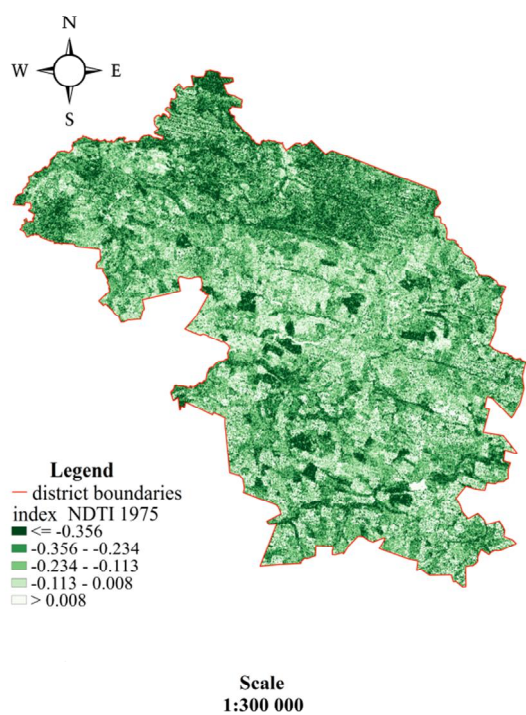 N
W E
S
Legend
district boundaries
index NDTI 1975
<= -0.356
-0.356 - -0.234
-0.234 - -0.113
-0.113 - 0.008
> 0.008
Scale
1:300 000